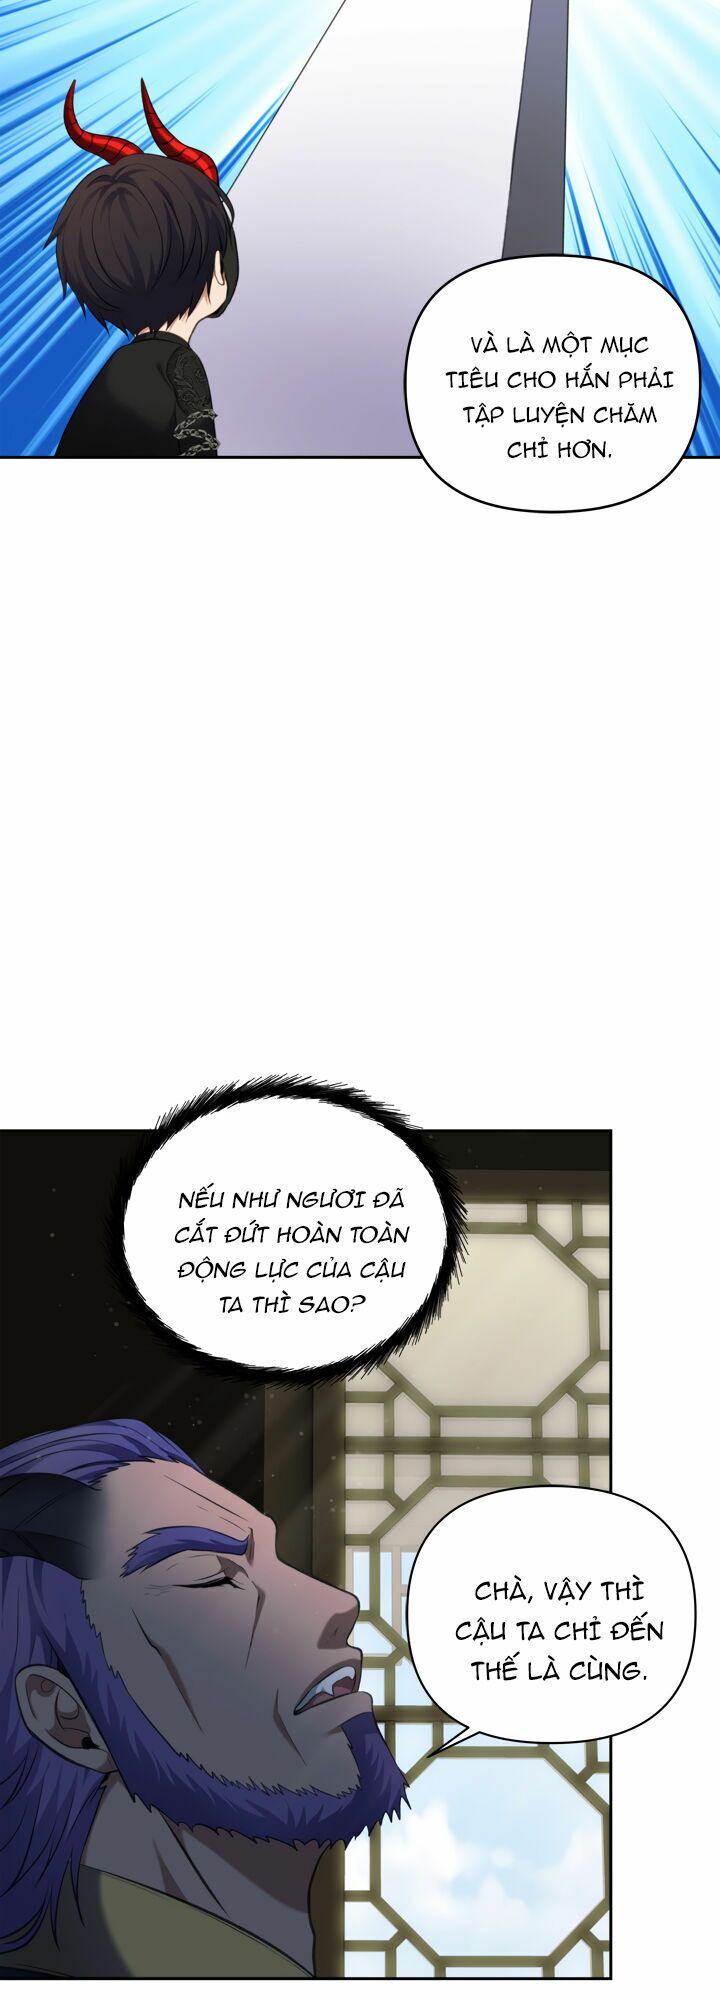 VÀ LÀ MỘT MỤC
TIÊU CHO HẮN PHẢI
TẬP LUYỆN CHĂM
CHỈ HƠN.
NẾU NHƯ NGƯƠI ĐÃ
CẮT ĐỨT HOÀN TOÀN
ĐỘNG LỰC CỦA CẬU
TA THÌ SAO?
CHÀ, VẬY THÌ
CẬU TA CHỈ ĐẾN
THẾ LÀ CÙNG.